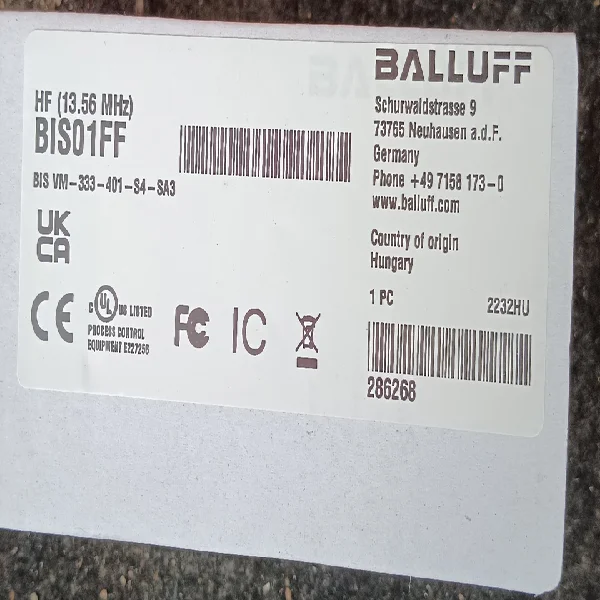 BALLUFF
HF (13.56 MHz)
BIS01FF
BIS VM-333-401-S4-SA3
Schurwaldstrasse 9
73765 Neuhausen a.d.F.
Germany
Phone +49 7158 173-0
www.balluff.com
Country of origin
Hungary
1 PC
2232HU
286268
UK
CA
CE
c UL US LISTED
PROCESS CONTROL
EQUIPMENT E227256
FC
IC